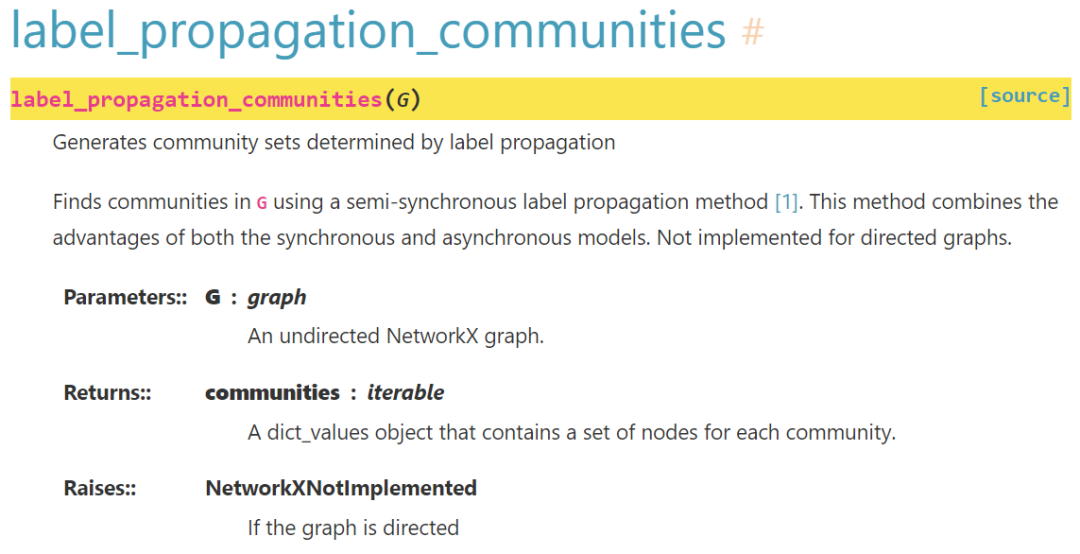 label_propagation_communities #
label_propagation_communities(G) [source]
Generates community sets determined by label propagation
Finds communities in G using a semi-synchronous label propagation method [1]. This method combines the
advantages of both the synchronous and asynchronous models. Not implemented for directed graphs.
Parameters:: G : graph
An undirected NetworkX graph.
Returns:: communities : iterable
A dict_values object that contains a set of nodes for each community.
Raises:: NetworkXNotImplemented
If the graph is directed